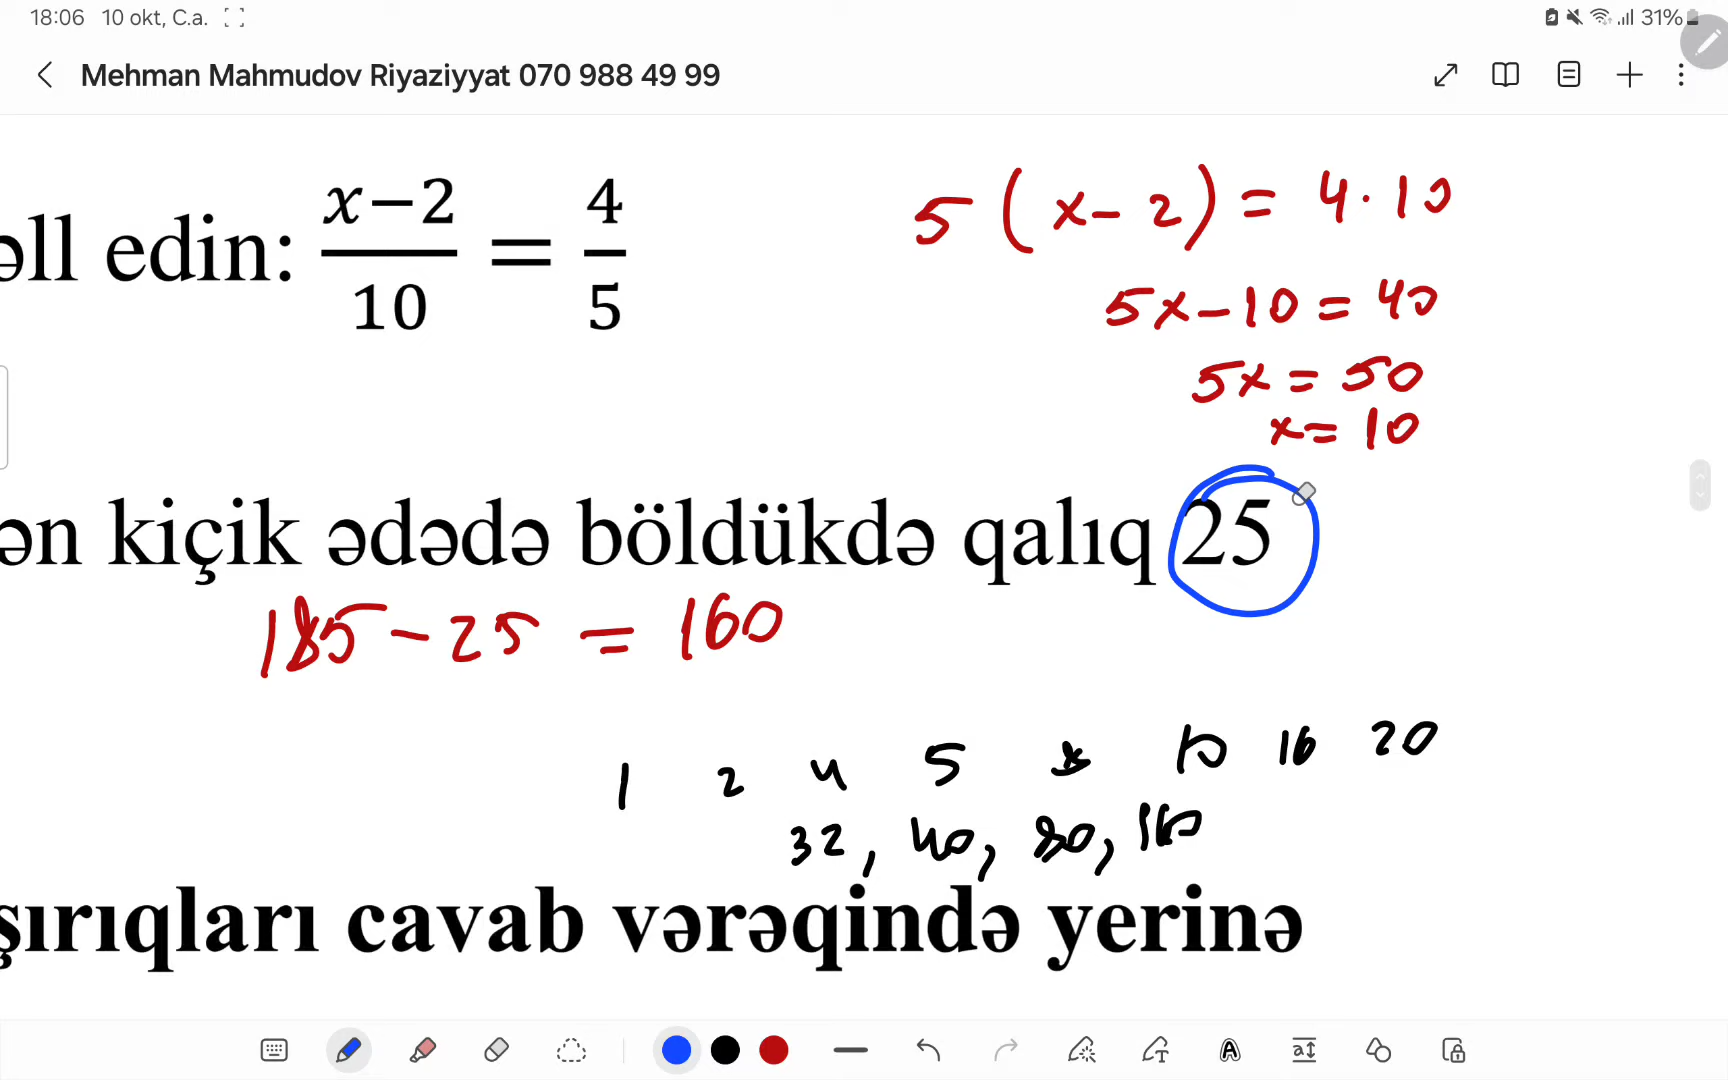 18:06 10 okt, C.a. 31%
Mehman Mahmudov Riyaziyyat 070 988 49 99
əll edin: x−2/10 = 4/5
5(x-2) = 4·10
5x-10 = 40
5x = 50
x = 10
ən kiçik ədədə böldükdə qalıq 25
185-25 = 160
1 2 4 5 8 10 16 20
32, 40, 80, 160
şırıqları cavab vərəqində yerinə